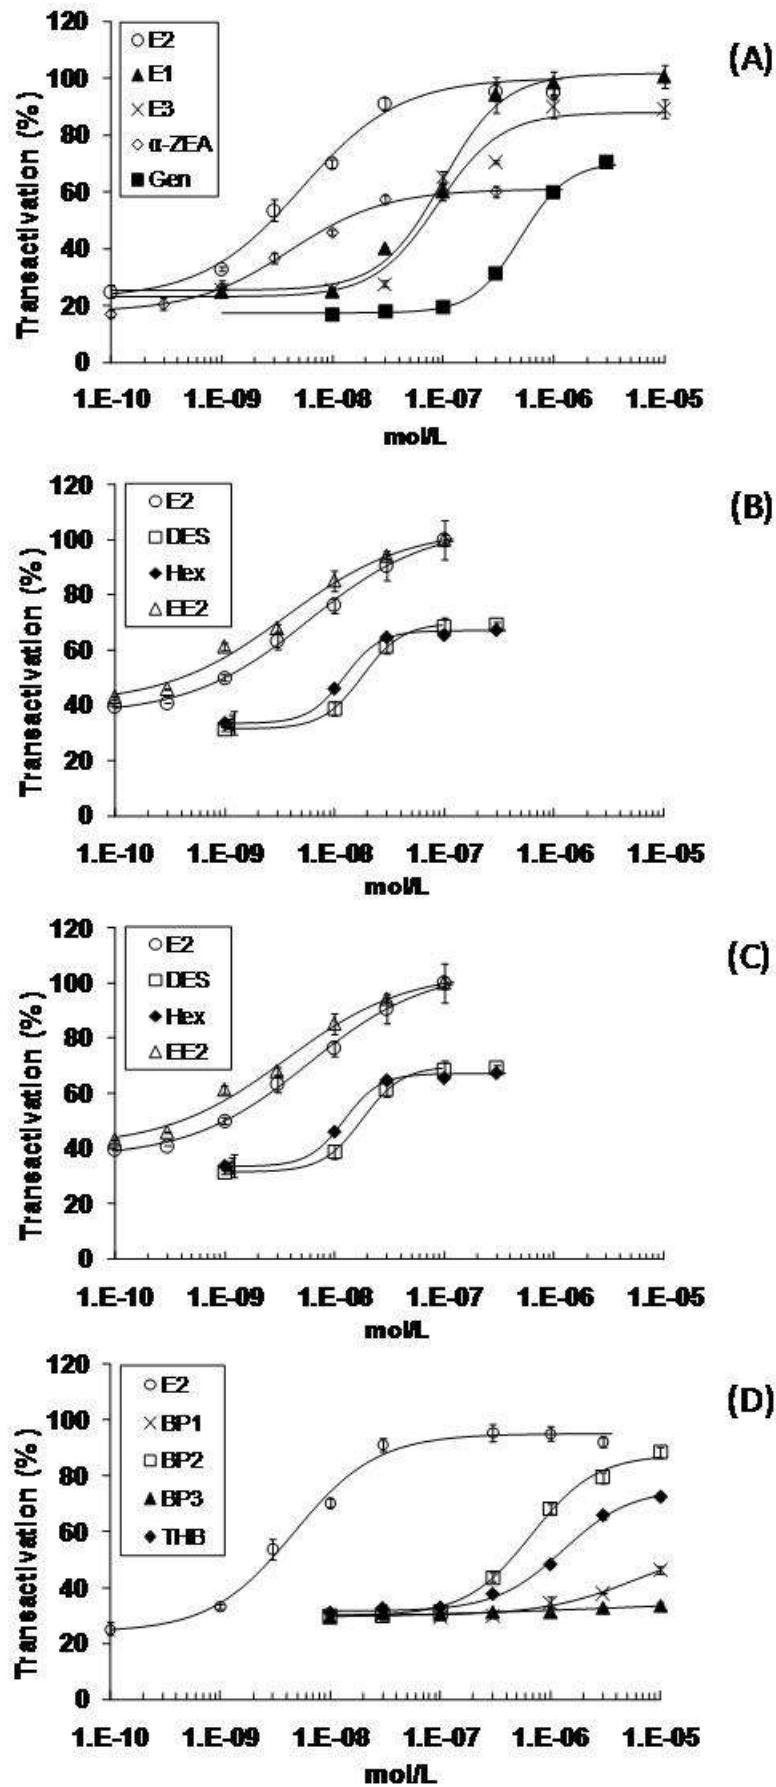 (A)
Transactivation (%)
120
100
80
60
40
20
0
E2
E1
E3
α-ZEA
Gen
1.E-10 1.E-09 1.E-08 1.E-07 1.E-06 1.E-05
mol/L
(B)
Transactivation (%)
120
100
80
60
40
20
0
E2
DES
Hex
EE2
1.E-10 1.E-09 1.E-08 1.E-07 1.E-06 1.E-05
mol/L
(C)
Transactivation (%)
120
100
80
60
40
20
0
E2
DES
Hex
EE2
1.E-10 1.E-09 1.E-08 1.E-07 1.E-06 1.E-05
mol/L
(D)
Transactivation (%)
120
100
80
60
40
20
0
E2
BP1
BP2
BP3
THB
1.E-10 1.E-09 1.E-08 1.E-07 1.E-06 1.E-05
mol/L